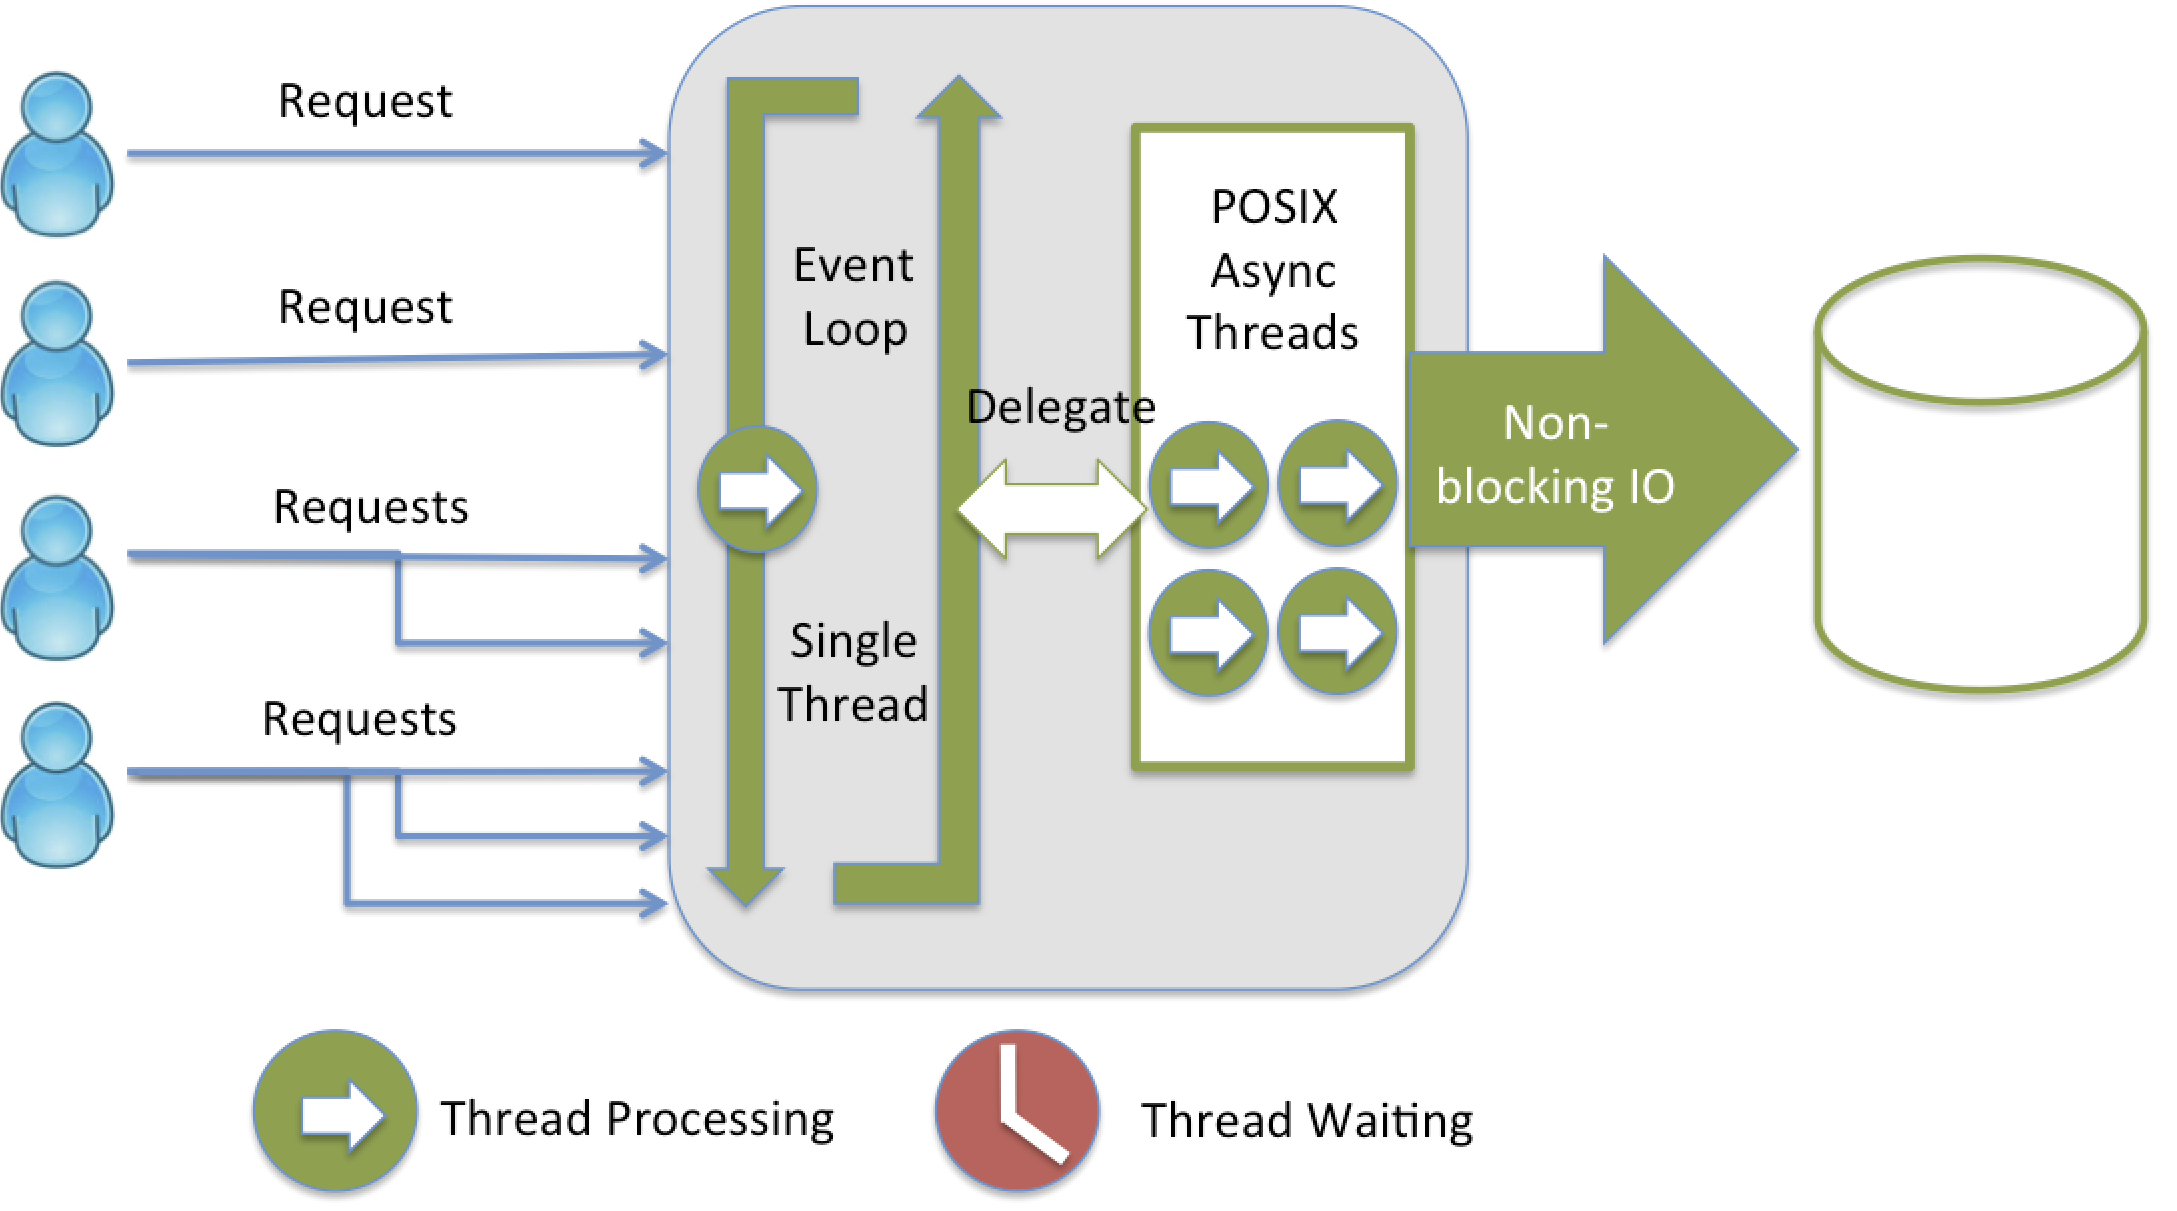 Request
Request
Requests
Requests
Event
Loop
Single
Thread
Delegate
POSIX
Async
Threads
Non-
blocking IO
Thread Processing
Thread Waiting